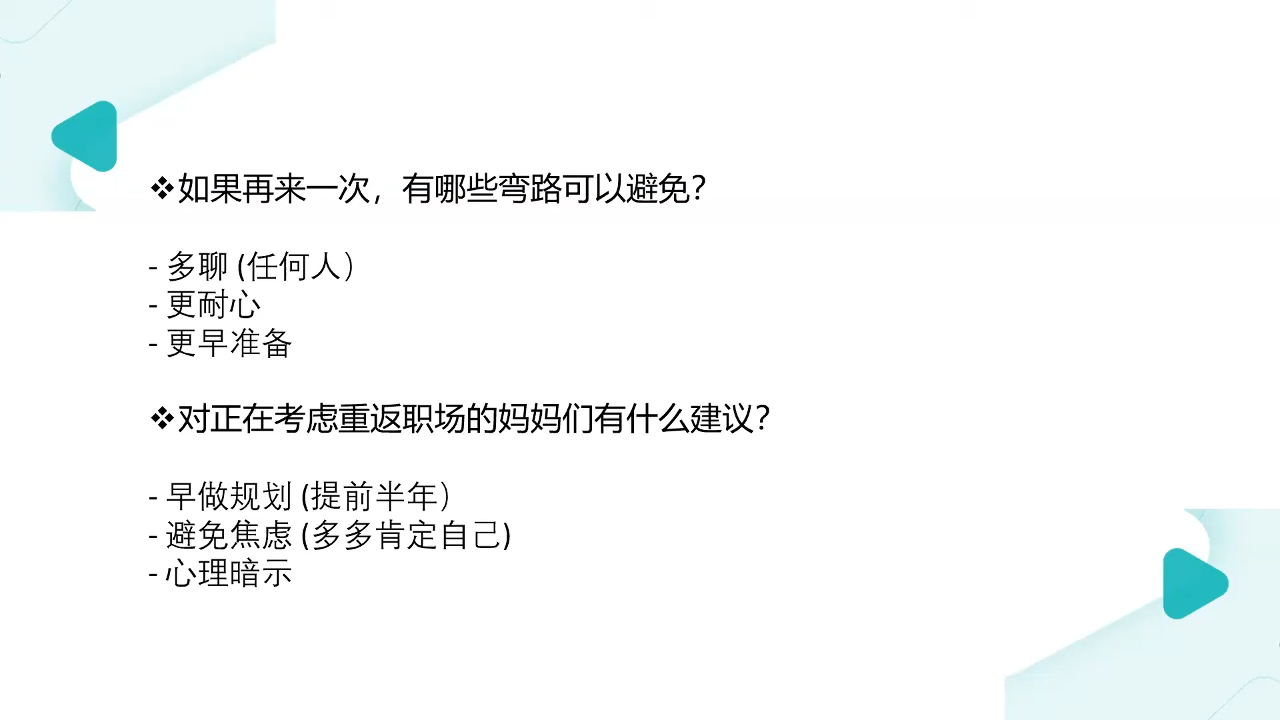 ❖如果再来一次，有哪些弯路可以避免？
- 多聊 (任何人）
- 更耐心
- 更早准备
❖对正在考虑重返职场的妈妈们有什么建议？
- 早做规划 (提前半年）
- 避免焦虑 (多多肯定自己)
- 心理暗示